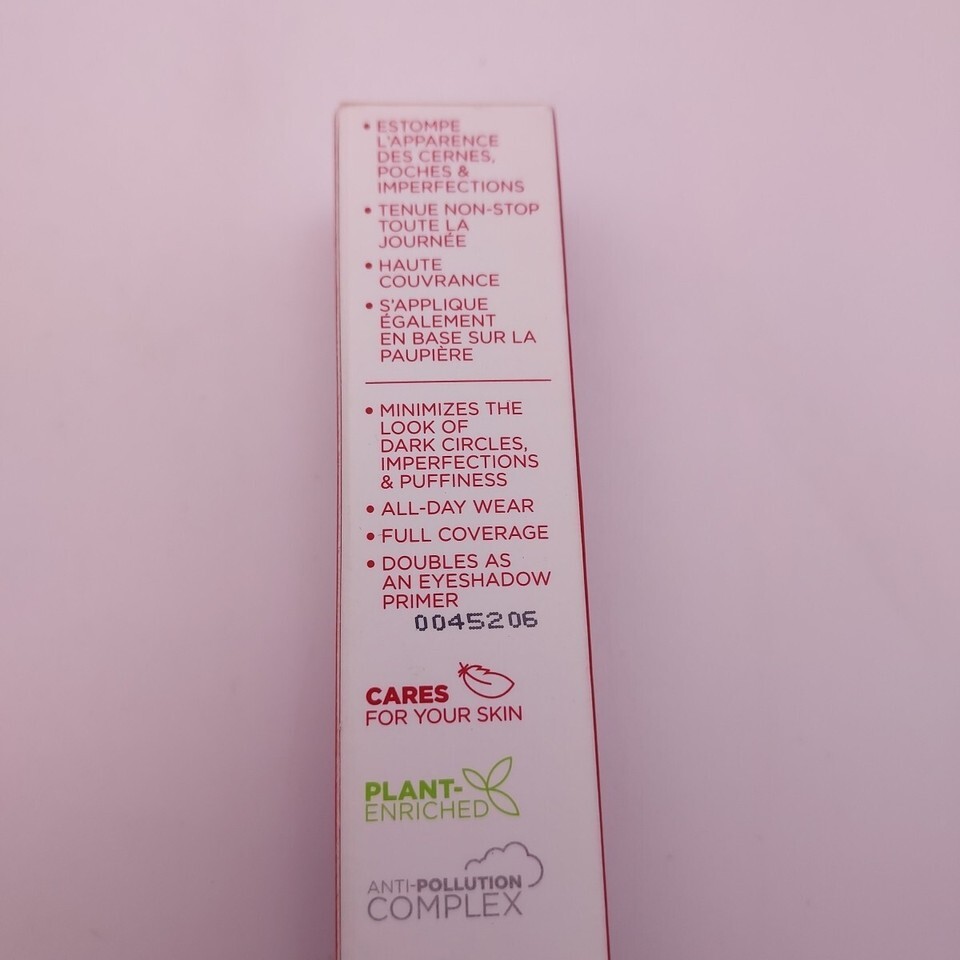 • ESTOMPE
L'APPARENCE
DES CERNES,
POCHES &
IMPERFECTIONS
• TENUE NON-STOP
TOUTE LA
JOURNÉE
• HAUTE
COUVRANCE
• S'APPLIQUE
ÉGALEMENT
EN BASE SUR LA
PAUPIÈRE
• MINIMIZES THE
LOOK OF
DARK CIRCLES,
IMPERFECTIONS
& PUFFINESS
• ALL-DAY WEAR
• FULL COVERAGE
• DOUBLES AS
AN EYESHADOW
PRIMER
0045206
CARES
FOR YOUR SKIN
PLANT-
ENRICHED
ANTI-POLLUTION
COMPLEX